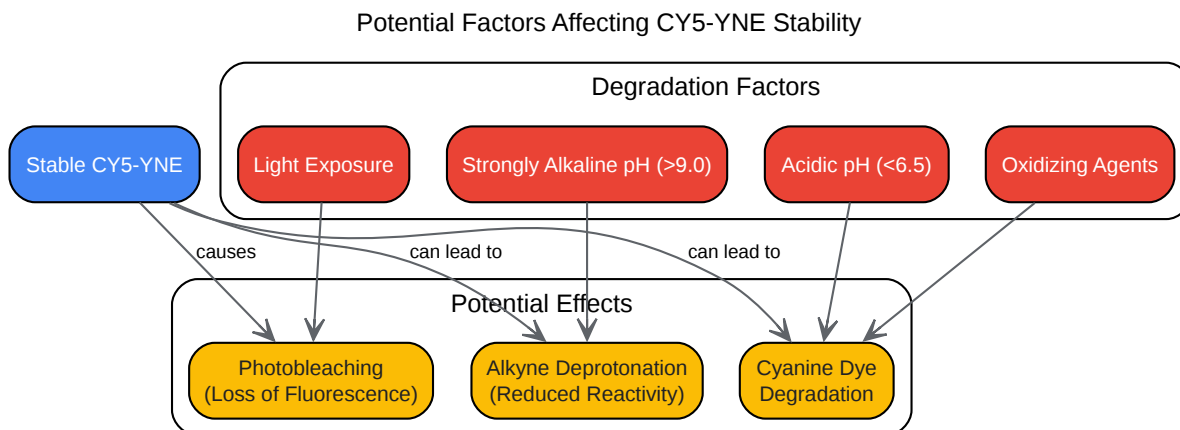 Potential Factors Affecting CY5-YNE Stability
Degradation Factors
Stable CY5-YNE
Light Exposure
Strongly Alkaline pH (>9.0)
Acidic pH (<6.5)
Oxidizing Agents
causes
can lead to
can lead to
Potential Effects
Photobleaching
(Loss of Fluorescence)
Alkyne Deprotonation
(Reduced Reactivity)
Cyanine Dye
Degradation